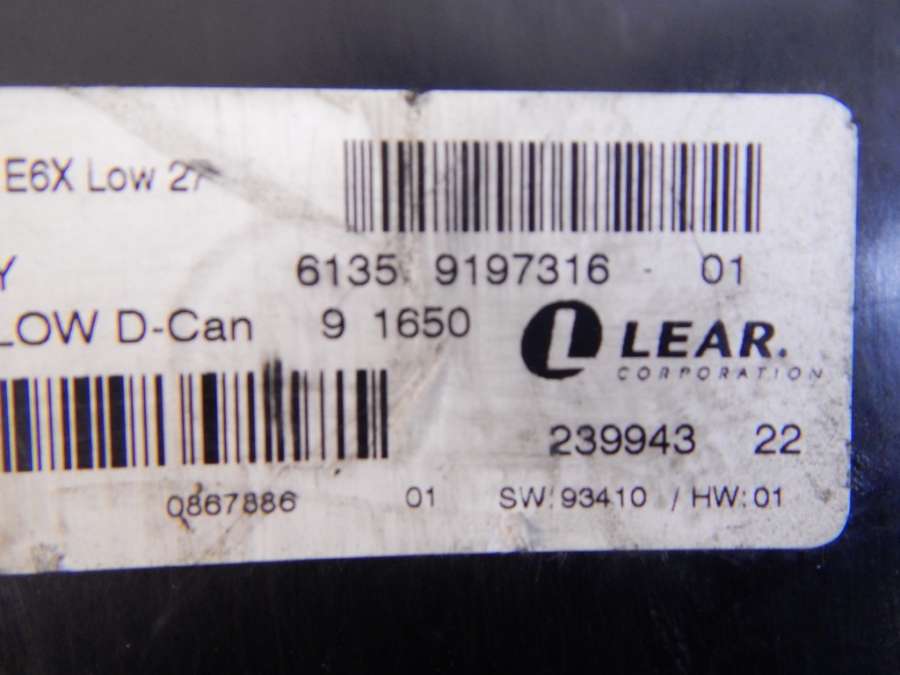 E6X Low 27
Y 6135 9197316 - 01
LOW D-Can 9 1650
LEAR.
CORPORATION
239943 22
0867886 01 SW: 93410 / HW: 01